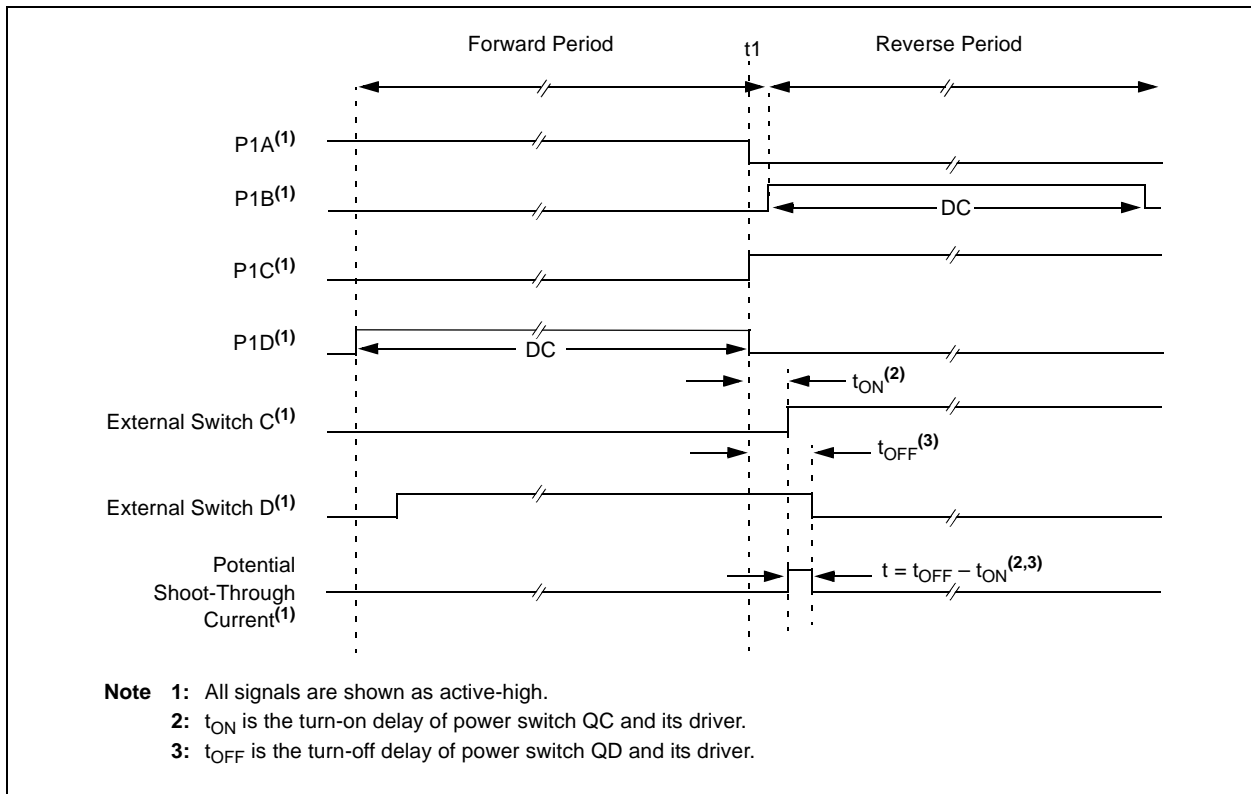 Forward Period
t1
Reverse Period
P1A(1)
P1B(1)
DC
P1C(1)
P1D(1)
DC
tON(2)
External Switch C(1)
tOFF(3)
External Switch D(1)
Potential
Shoot-Through
Current(1)
t = tOFF – tON(2,3)
Note 1: All signals are shown as active-high.
2: tON is the turn-on delay of power switch QC and its driver.
3: tOFF is the turn-off delay of power switch QD and its driver.